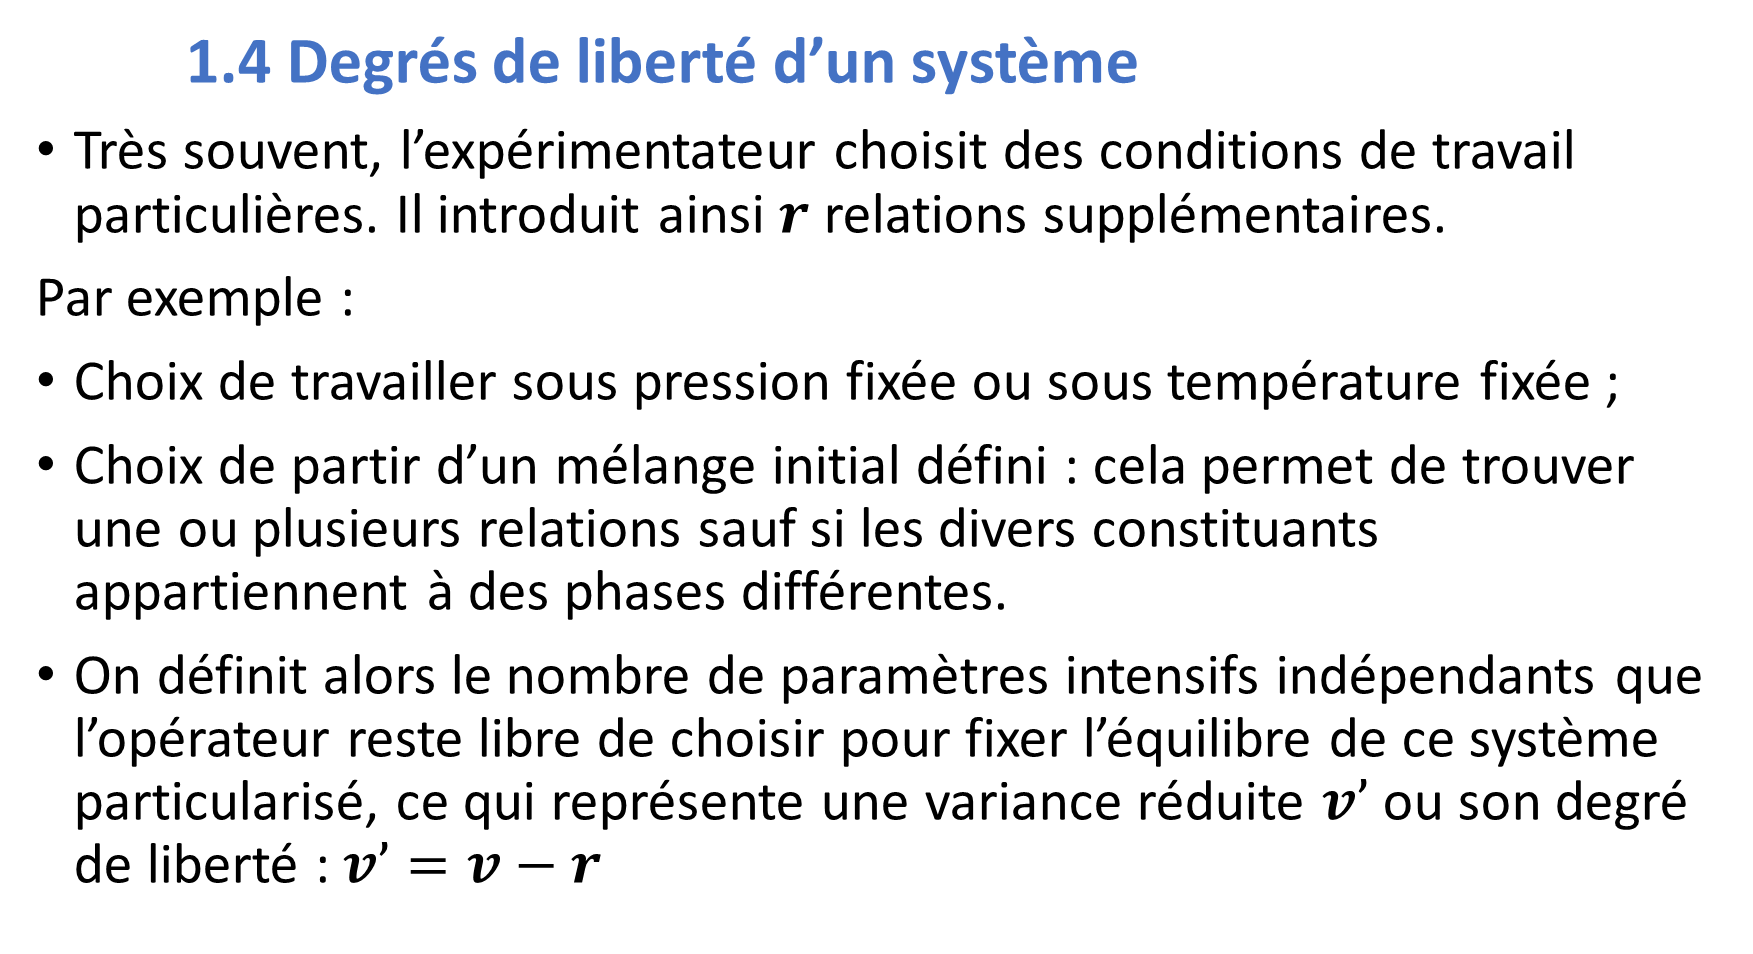 1.4 Degrés de liberté d’un système
• Très souvent, l’expérimentateur choisit des conditions de travail
particulières. Il introduit ainsi r relations supplémentaires.
Par exemple :
• Choix de travailler sous pression fixée ou sous température fixée ;
• Choix de partir d’un mélange initial défini : cela permet de trouver
une ou plusieurs relations sauf si les divers constituants
appartiennent à des phases différentes.
• On définit alors le nombre de paramètres intensifs indépendants que
l’opérateur reste libre de choisir pour fixer l’équilibre de ce système
particularisé, ce qui représente une variance réduite v’ ou son degré
de liberté : v’ = v − r